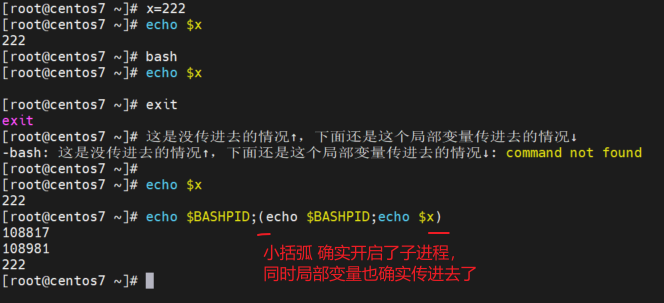 [root@centos7 ~]# x=222
[root@centos7 ~]# echo $x
222
[root@centos7 ~]# bash
[root@centos7 ~]# echo $x

[root@centos7 ~]# exit
exit
[root@centos7 ~]# 这是没传进去的情况↑，下面还是这个局部变量传进去的情况↓
-bash: 这是没传进去的情况↑，下面还是这个局部变量传进去的情况↓: command not found
[root@centos7 ~]#
[root@centos7 ~]# echo $x
222
[root@centos7 ~]# echo $BASHPID;(echo $BASHPID;echo $x)
108817
108981
222
[root@centos7 ~]#
小括弧 确实开启了子进程，
同时局部变量也确实传进去了